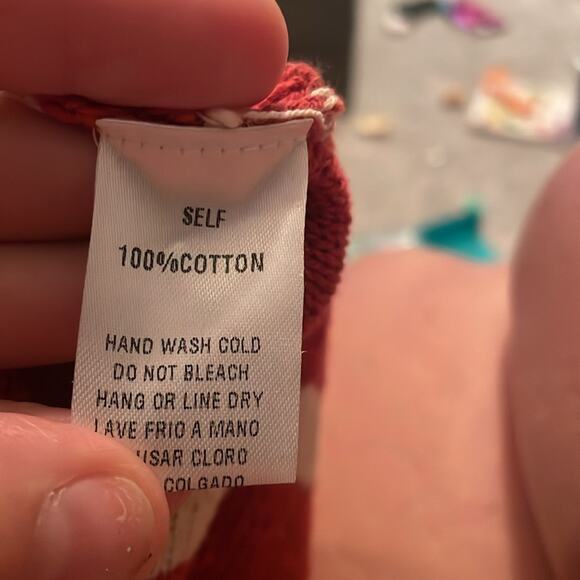 SELF
100%COTTON
HAND WASH COLD
DO NOT BLEACH
HANG OR LINE DRY
LAVE FRIO A MANO
USAR CLORO
COLGADO